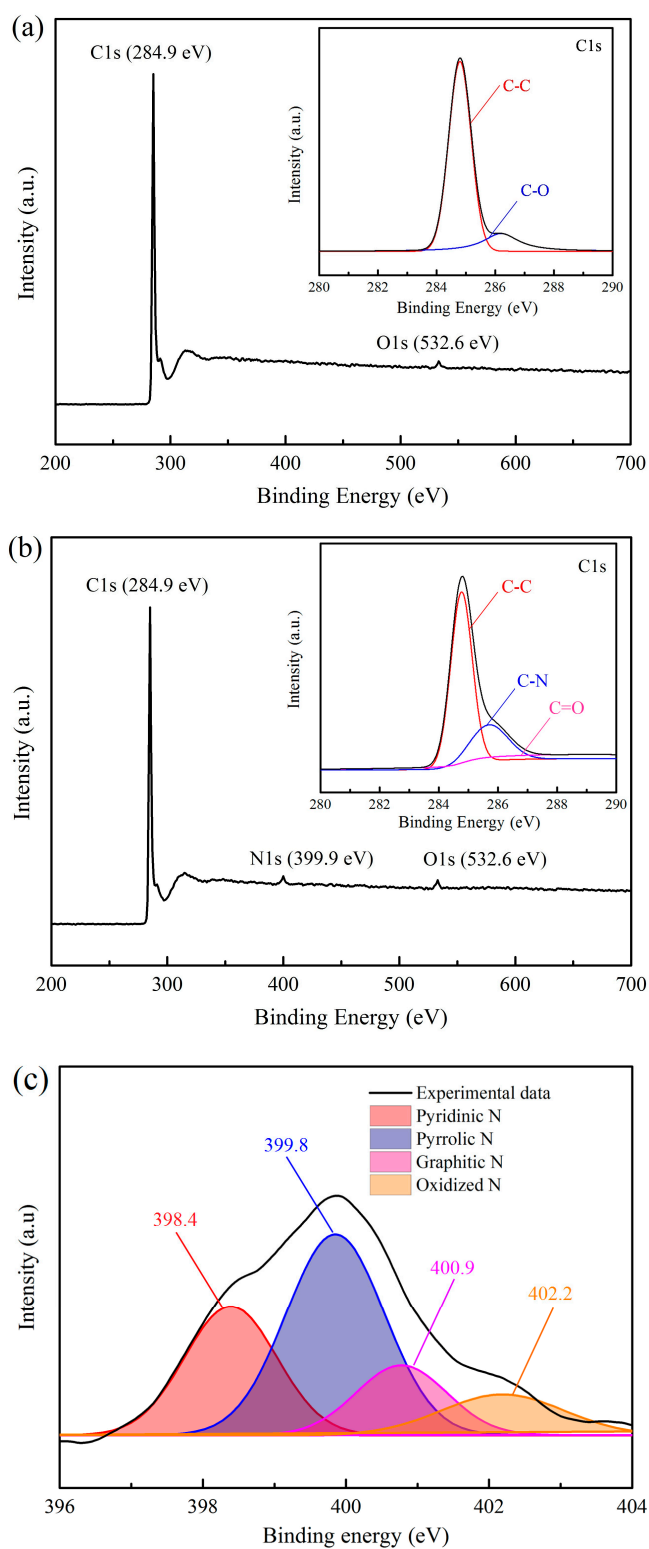 (a)
C1s (284.9 eV)
C1s
C-C
C-O
Intensity (a.u.)
280 282 284 286 288 290
Binding Energy (eV)
O1s (532.6 eV)
Intensity (a.u.)
200 300 400 500 600 700
Binding Energy (eV)
(b)
C1s (284.9 eV)
C1s
C-C
C-N
C=O
Intensity (a.u.)
280 282 284 286 288 290
Binding Energy (eV)
N1s (399.9 eV)
O1s (532.6 eV)
Intensity (a.u.)
200 300 400 500 600 700
Binding Energy (eV)
(c)
Experimental data
Pyridinic N
Pyrrolic N
Graphitic N
Oxidized N
399.8
398.4
400.9
402.2
Intensity (a.u)
396 398 400 402 404
Binding energy (eV)